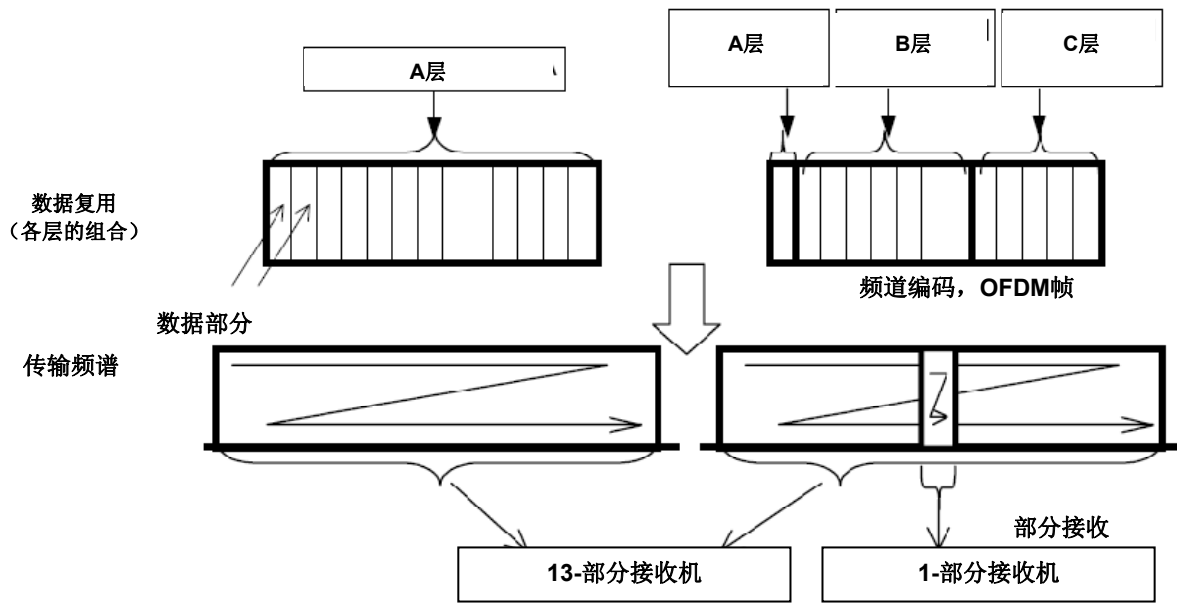 A层
A层
B层
C层
数据复用
（各层的组合）
频道编码，OFDM帧
数据部分
传输频谱
部分接收
13-部分接收机
1-部分接收机